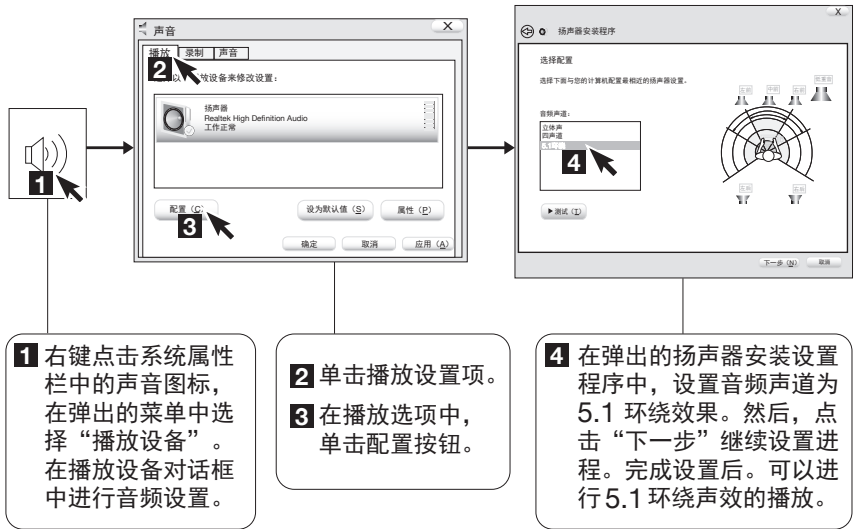 声音
X
播放 录制 声音
2
放设备来修改设置：
扬声器
Realtek High Definition Audio
工作正常
配置（C）
3
设为默认值（S）
属性（P）
确定
取消
应用（A）
1
X
扬声器安装程序
选择配置
选择下面与您的计算机配置最相近的扬声器设置。
音频声道：
立体声
四声道
4
测试（T）
左前
中央
右前
下一步（N）
取消
1 右键点击系统属性
栏中的声音图标，
在弹出的菜单中选
择“播放设备”。
在播放设备对话框
中进行音频设置。
2 单击播放设置项。
3 在播放选项中，
单击配置按钮。
4 在弹出的扬声器安装设置
程序中，设置音频声道为
5.1 环绕效果。然后，点
击“下一步”继续设置进
程。完成设置后。可以进
行5.1环绕声效的播放。